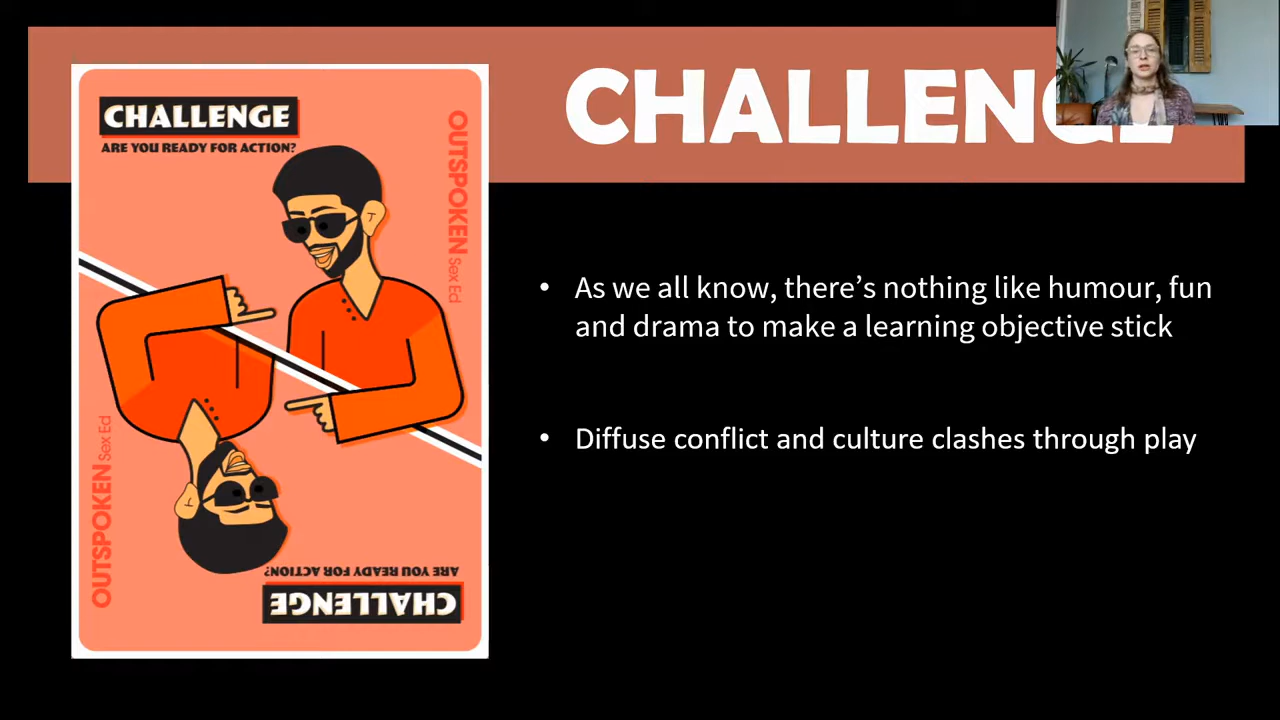 CHALLENGE
CHALLENGE
ARE YOU READY FOR ACTION?
OUTSPOKEN Sex Ed
• As we all know, there’s nothing like humour, fun
and drama to make a learning objective stick
• Diffuse conflict and culture clashes through play
OUTSPOKEN Sex Ed
ARE YOU READY FOR ACTION?
CHALLENGE